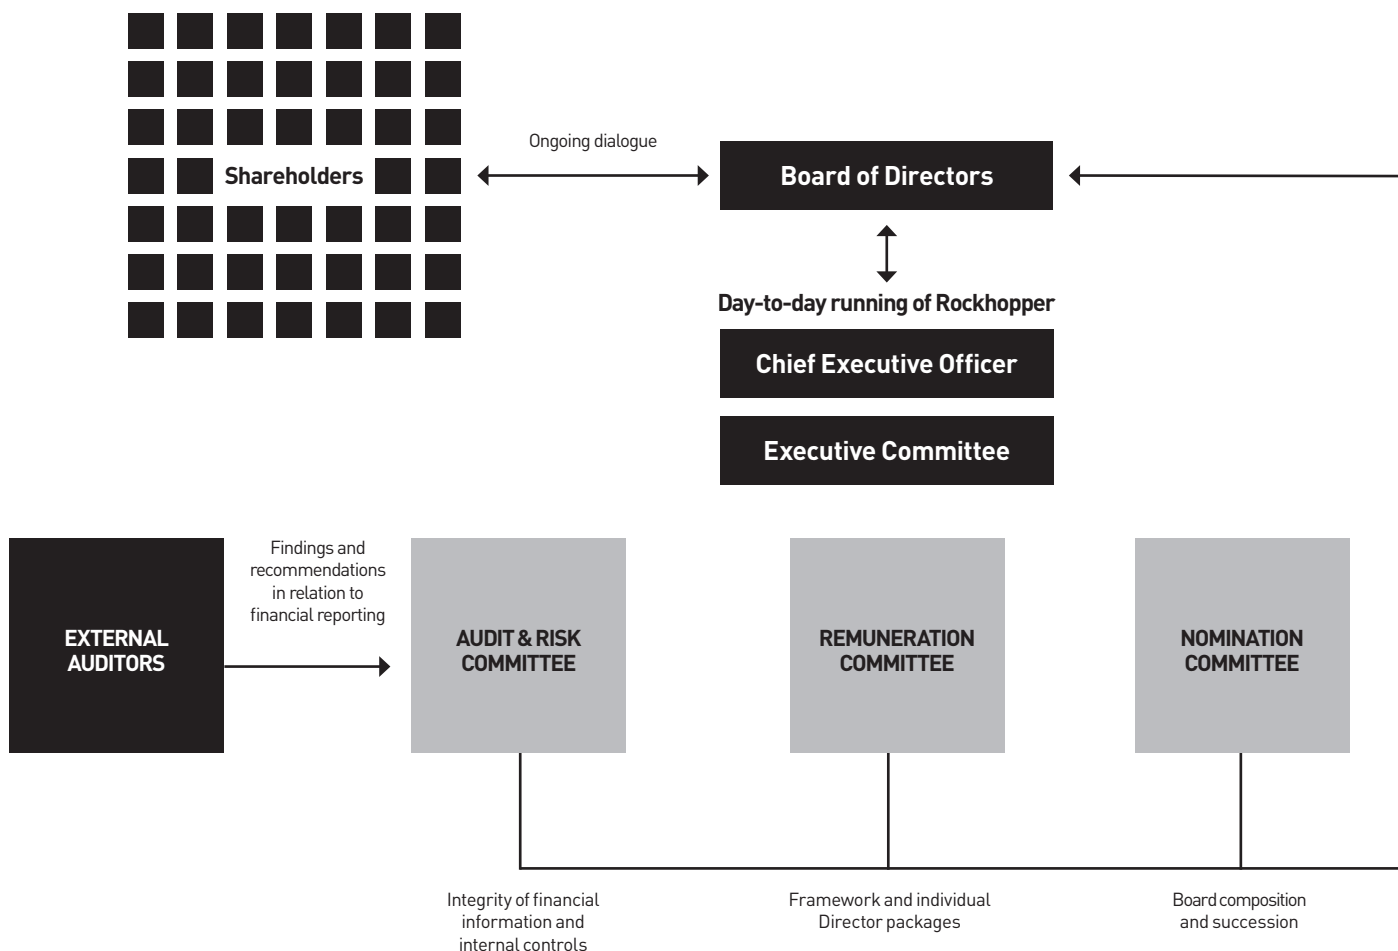 Ongoing dialogue
Shareholders
Board of Directors
Day-to-day running of Rockhopper
Chief Executive Officer
Executive Committee
Findings and
recommendations
in relation to
financial reporting
EXTERNAL
AUDITORS
AUDIT & RISK
COMMITTEE
REMUNERATION
COMMITTEE
NOMINATION
COMMITTEE
Integrity of financial
information and
internal controls
Framework and individual
Director packages
Board composition
and succession